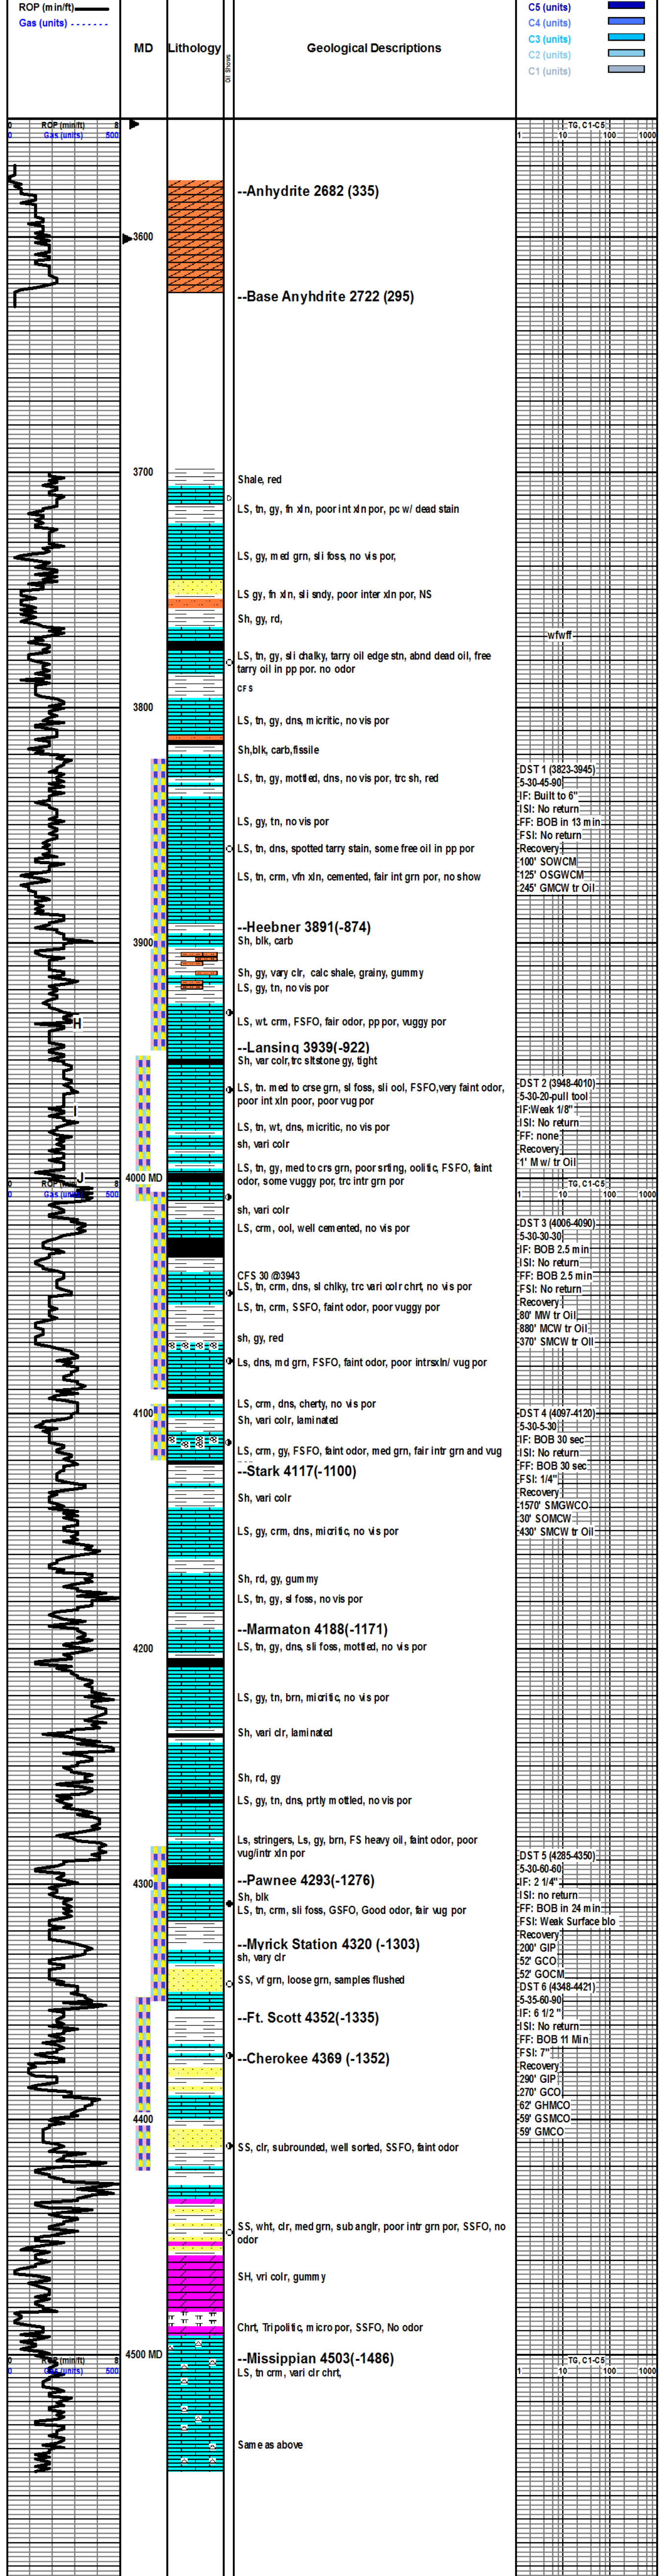 ROP (min/ft)
Gas (units)
MD
Lithology
Oil Shows
Geological Descriptions
C5 (units)
C4 (units)
C3 (units)
C2 (units)
C1 (units)
0 ROP (min/ft) 8
0 Gas (units) 500
TG, C1-C5
1 10 100 1000
--Anhydrite 2682 (335)
3600
--Base Anyhdrite 2722 (295)
3700
Shale, red
LS, tn, gy, fn xln, poor int xln por, pc w/ dead stain
LS, gy, med grn, sli foss, no vis por,
LS gy, fn xln, sli sndy, poor inter xln por, NS
Sh, gy, rd,
wfwff
LS, tn, gy, sli chalky, tarry oil edge stn, abnd dead oil, free
tarry oil in pp por. no odor
CFS
3800
LS, tn, gy, dns, micritic, no vis por
Sh,blk, carb,fissile
LS, tn, gy, mottled, dns, no vis por, trc sh, red
LS, gy, tn, no vis por
LS, tn, dns, spotted tarry stain, some free oil in pp por
LS, tn, crm, vfn xln, cemented, fair int grn por, no show
DST 1 (3823-3945)
5-30-45-90
IF: Built to 6"
ISI: No return
FF: BOB in 13 min
FSI: No return
Recovery
100' SOWCM
125' OSGWCM
245' GMCW tr Oil
--Heebner 3891(-874)
3900
Sh, blk, carb
Sh, gy, vary clr, calc shale, grainy, gummy
LS, gy, tn, no vis por
H
LS, wt. crm, FSFO, fair odor, pp por, vuggy por
--Lansing 3939(-922)
Sh, var colr,trc siltstone gy, tight
LS, tn. med to crse grn, sl foss, sli ool, FSFO,very faint odor,
poor int xln poor, poor vug por
I
LS, tn, wt, dns, micritic, no vis por
sh, vari colr
LS, tn, gy, med to crs grn, poor srting, oolitic, FSFO, faint
odor, some vuggy por, trc intr grn por
DST 2 (3948-4010)
5-30-20-pull tool
IF:Weak 1/8"
ISI: No return
FF: none
Recovery
1' M w/ tr Oil
J
4000 MD
0 ROP (min/ft) 8
0 Gas (units) 500
TG, C1-C5
1 10 100 1000
sh, vari colr
LS, crm, ool, well cemented, no vis por
CFS 30 @3943
LS, tn, crm, dns, sl chlky, trc vari colr chrt, no vis por
LS, tn, crm, SSFO, faint odor, poor vuggy por
sh, gy, red
Ls, dns, md grn, FSFO, faint odor, poor intrsxln/ vug por
DST 3 (4006-4090)
5-30-30-30
IF: BOB 2.5 min
ISI: No return
FF: BOB 2.5 min
FSI: No return
Recovery
80' MW tr Oil
880' MCW tr Oil
370' SMCW tr OIl
LS, crm, dns, cherty, no vis por
4100
Sh, vari colr, laminated
LS, crm, gy, FSFO, faint odor, med grn, fair intr grn and vug
--Stark 4117(-1100)
Sh, vari colr
LS, gy, crm, dns, micritic, no vis por
DST 4 (4097-4120)
5-30-5-30
IF: BOB 30 sec
ISI: No return
FF: BOB 30 sec
FSI: 1/4"
Recovery
1570' SMGWCO
30' SOMCW
430' SMCW tr Oil
Sh, rd, gy, gummy
LS, tn, gy, sl foss, no vis por
--Marmaton 4188(-1171)
4200
LS, tn, gy, dns, sli foss, mottled, no vis por
LS, gy, tn, brn, micritic, no vis por
Sh, vari clr, laminated
Sh, rd, gy
LS, gy, tn, dns, prtly mottled, no vis por
Ls, stringers, Ls, gy, brn, FS heavy oil, faint odor, poor
vug/intr xln por
4300
--Pawnee 4293(-1276)
Sh, blk
LS, tn, crm, sli foss, GSFO, Good odor, fair vug por
--Myrick Station 4320 (-1303)
sh, vary clr
SS, vf grn, loose grn, samples flushed
DST 5 (4285-4350)
5-30-60-60
IF: 2 1/4"
ISI: no return
FF: BOB in 24 min
FSI: Weak Surface blo
Recovery
200' GIP
52' GCO
52' GOCM
DST 6 (4348-4421)
5-35-60-90
IF: 6 1/2 "
ISI: No return
FF: BOB 11 Min
FSI: 7"
Recovery
290' GIP
270' GCO
62' GHMCO
59' GSMCO
59' GMCO
--Ft. Scott 4352(-1335)
--Cherokee 4369 (-1352)
4400
SS, clr, subrounded, well sorted, SSFO, faint odor
SS, wht, clr, med grn, sub anglr, poor intr grn por, SSFO, no
odor
SH, vri colr, gummy
Chrt, Tripolitic, micro por, SSFO, No odor
4500 MD
--Missippian 4503(-1486)
0 ROP (min/ft) 8
0 Gas (units) 500
TG, C1-C5
1 10 100 1000
LS, tn crm, vari clr chrt,
Same as above